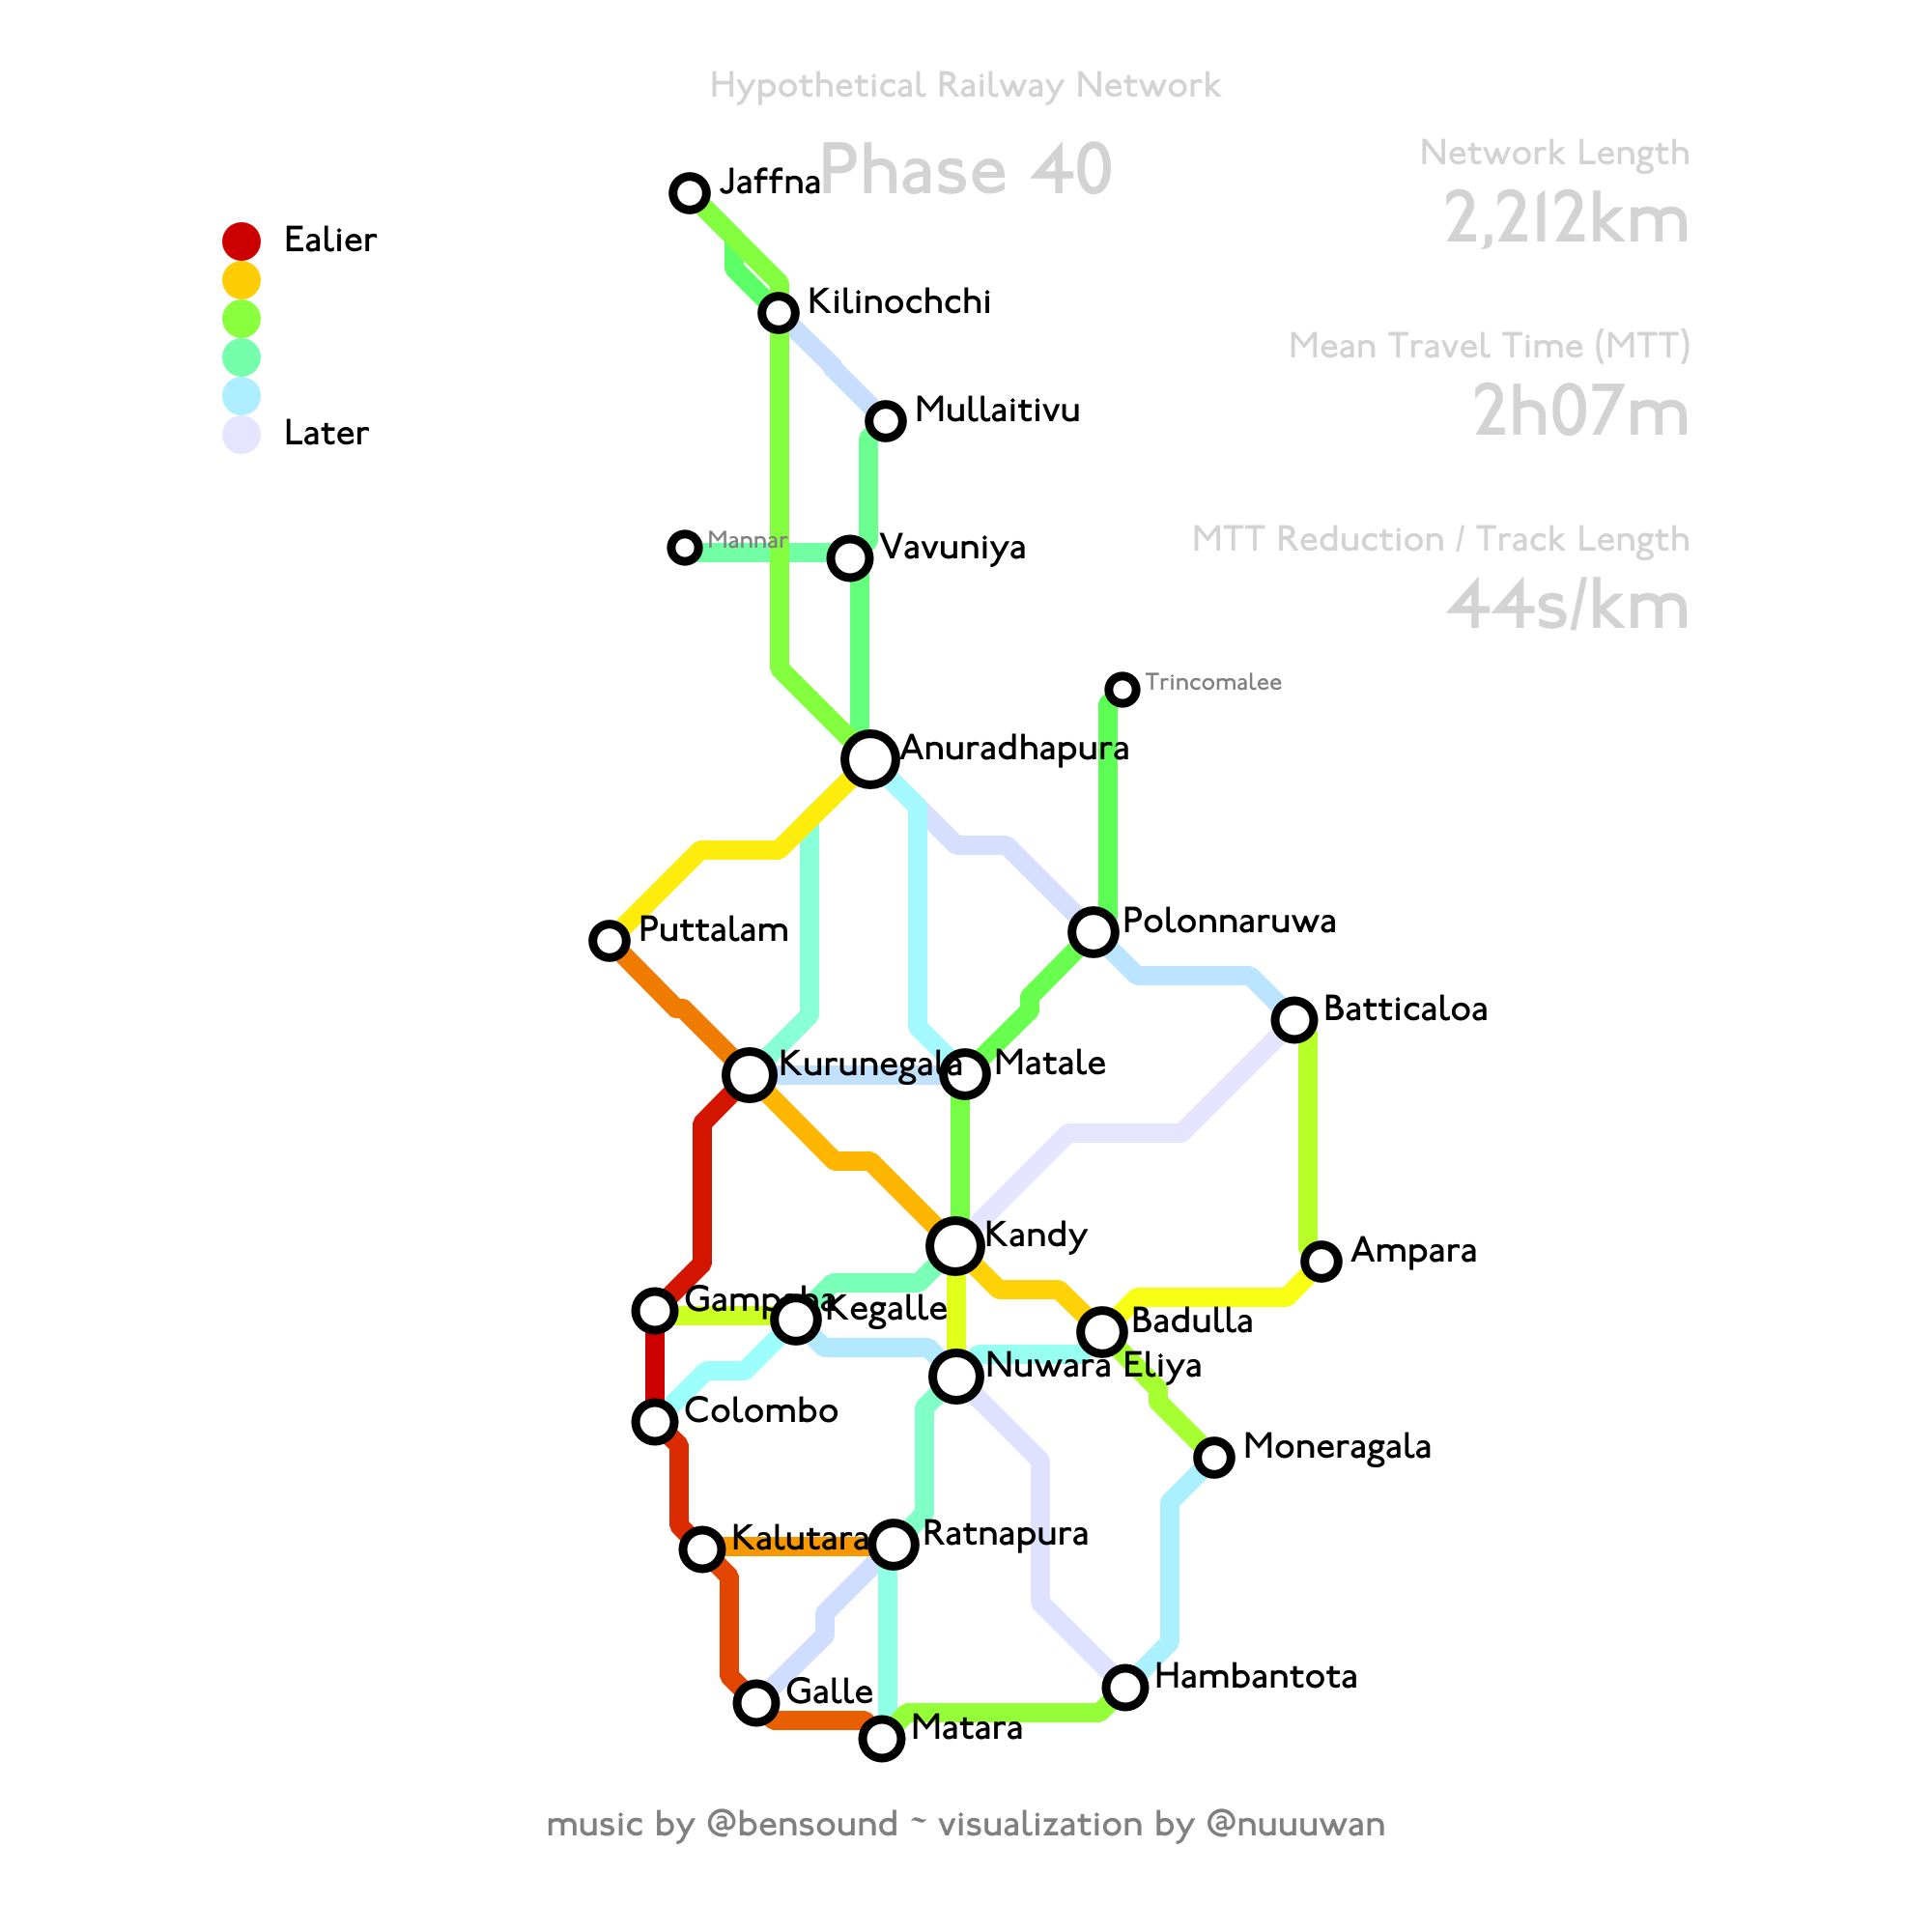 Hypothetical Railway Network
Phase 40
Network Length
2,212km
Jaffna
Ealier
Kilinochchi
Mean Travel Time (MTT)
2h07m
Mullaitivu
Later
Mannar
Vavuniya
MTT Reduction / Track Length
44s/km
Trincomalee
Anuradhapura
Puttalam
Polonnaruwa
Batticaloa
Kurunegala
Matale
Kandy
Ampara
Gampaha
Kegalle
Badulla
Nuwara Eliya
Colombo
Moneragala
Kalutara
Ratnapura
Hambantota
Galle
Matara
music by @bensound ~ visualization by @nuuuwan